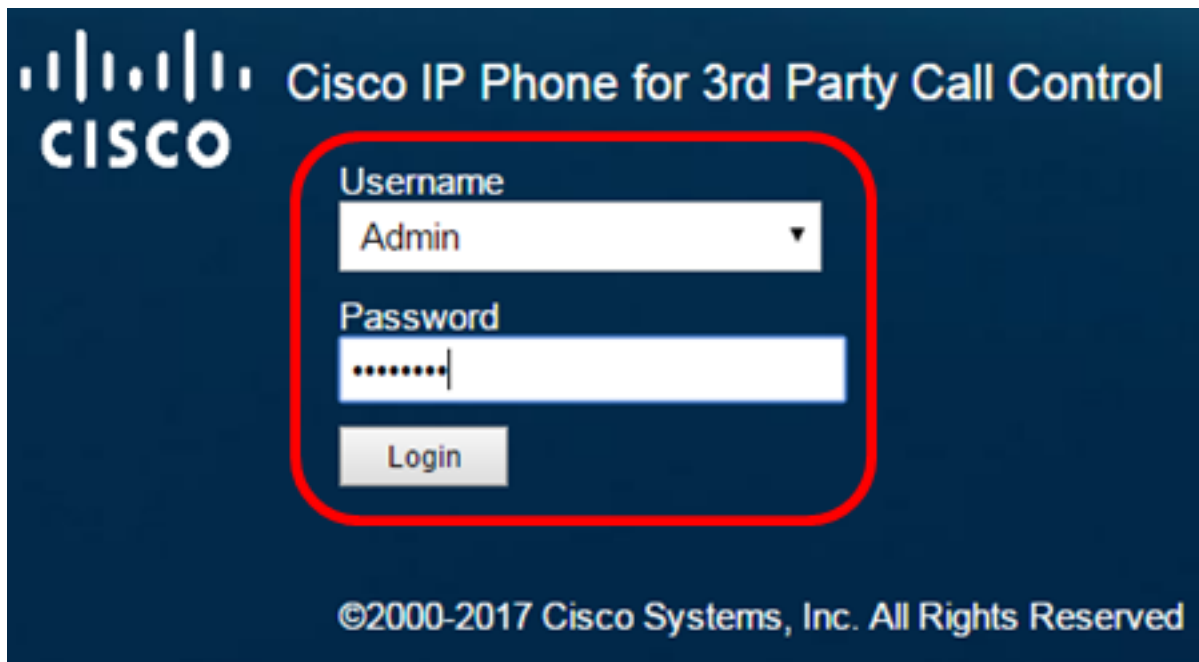 CISCO
Cisco IP Phone for 3rd Party Call Control
Username
Admin
Password
•••••••••
Login
©2000-2017 Cisco Systems, Inc. All Rights Reserved